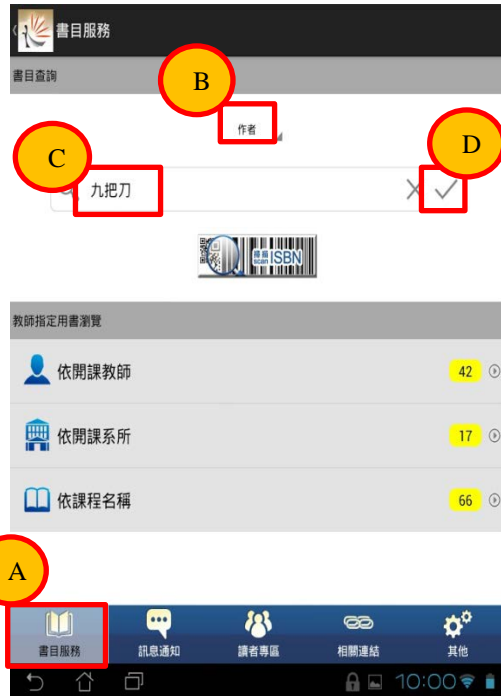 書目服務
書目查詢
B
作者
C
D
九把刀
掃描
scan ISBN
教師指定用書瀏覽
依開課教師 42
依開課系所 17
依課程名稱 66
A
書目服務 訊息通知 讀者專區 相關連結 其他
10:00